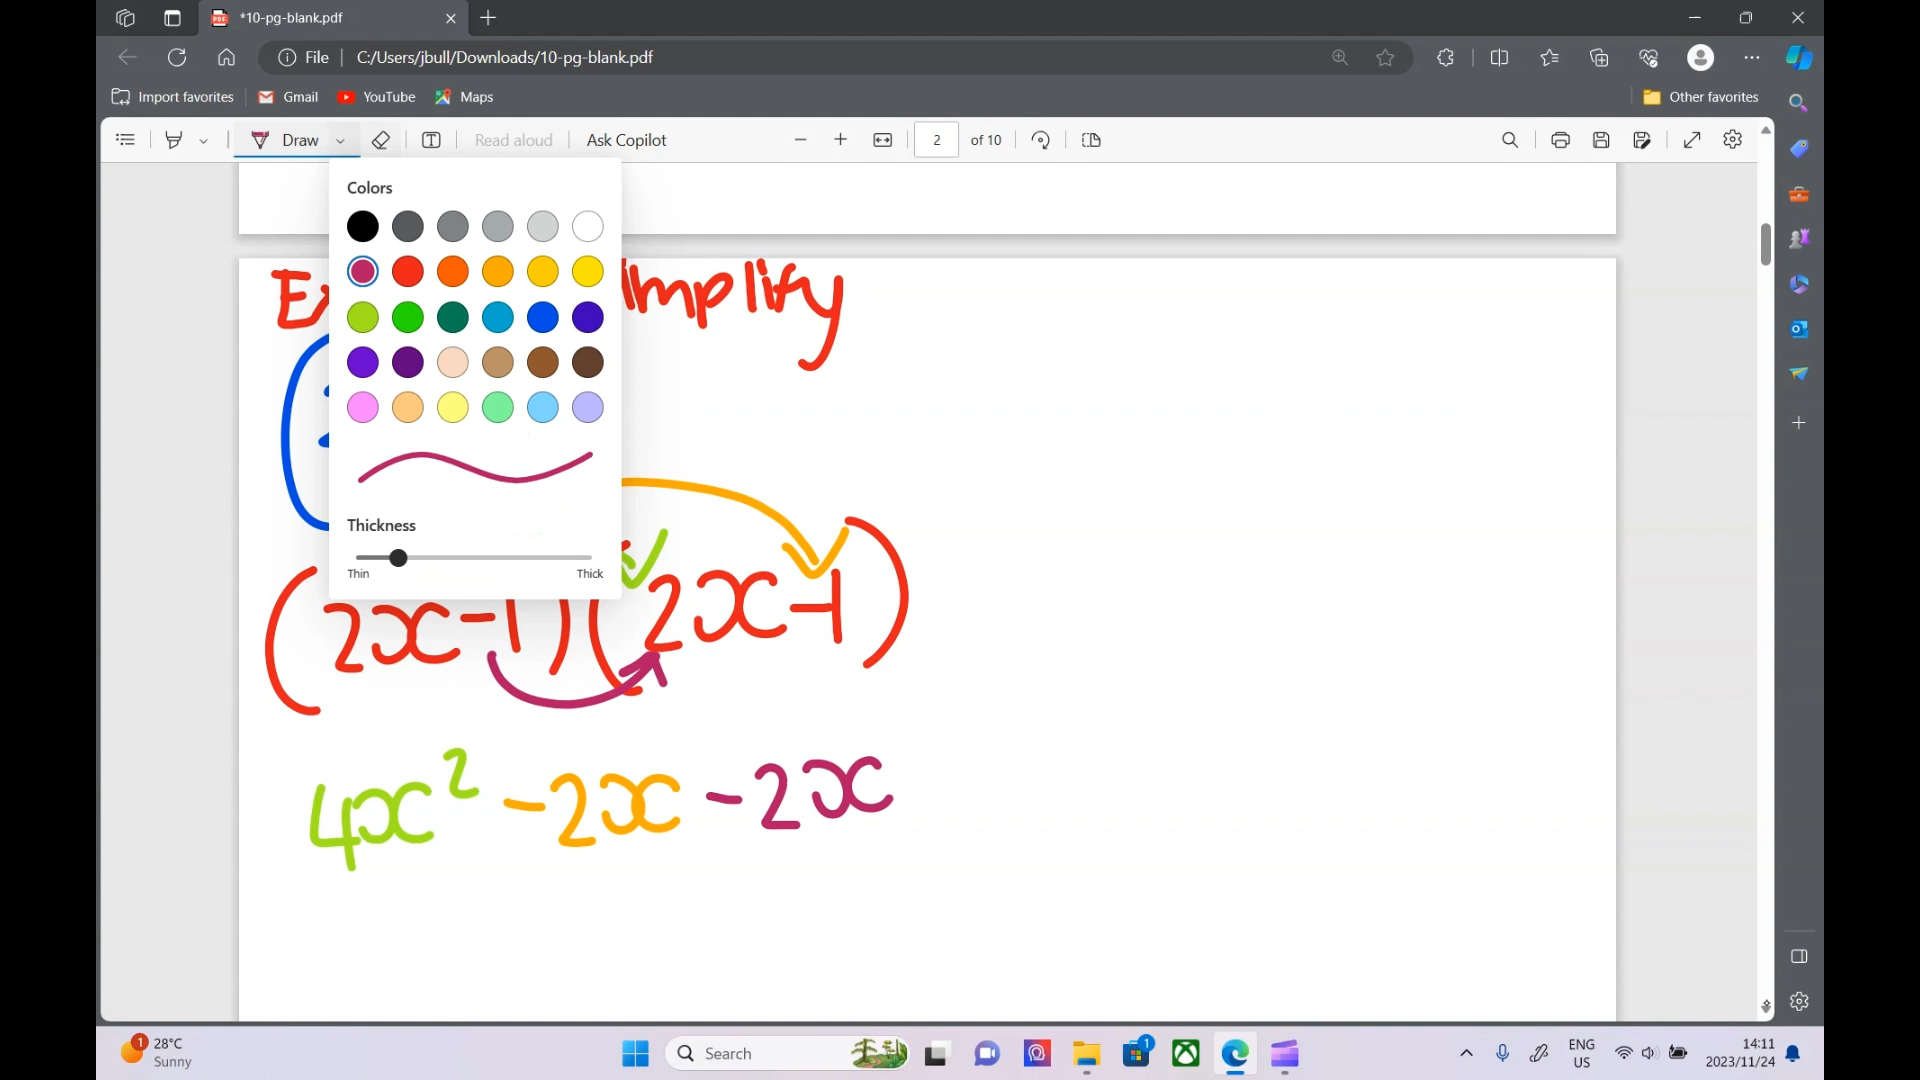 *10-pg-blank.pdf
File
C:/Users/jbull/Downloads/10-pg-blank.pdf
Import favorites
Gmail
YouTube
Maps
Other favorites
Draw
Read aloud
Ask Copilot
2 of 10
Colors
Thickness
Thin
Thick
(2x-1)(2x-1)
4x² -2x -2x
1
28°C
Sunny
Search
1
ENG
US
14:11
2023/11/24